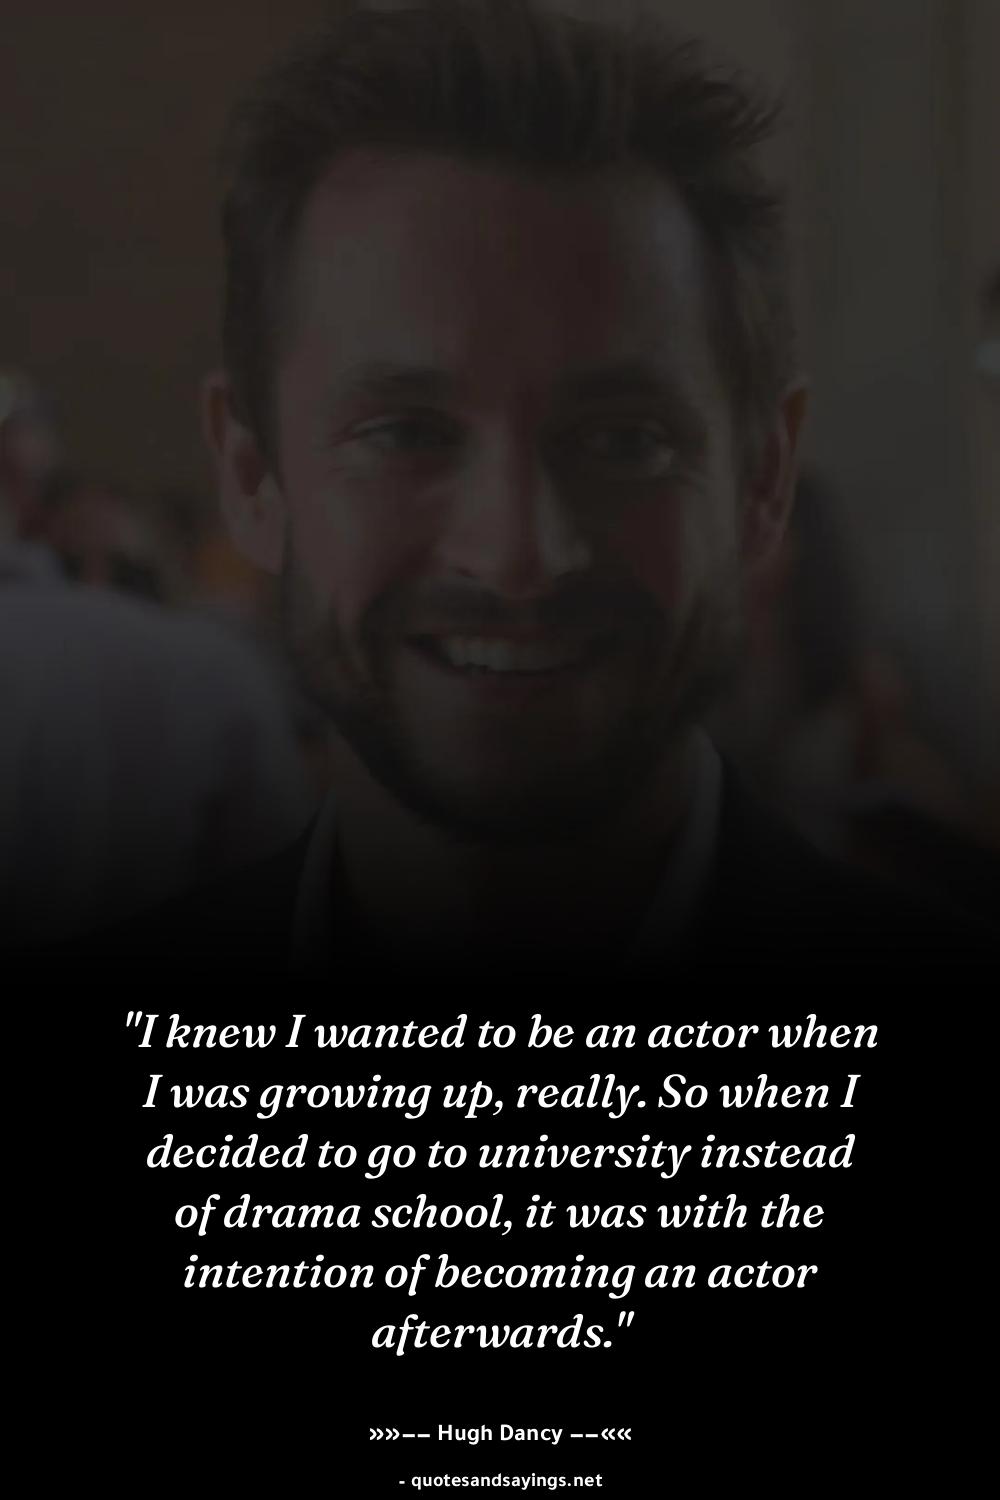 "I knew I wanted to be an actor when
I was growing up, really. So when I
decided to go to university instead
of drama school, it was with the
intention of becoming an actor
afterwards."
»»–– Hugh Dancy ––««
- quotesandsayings.net